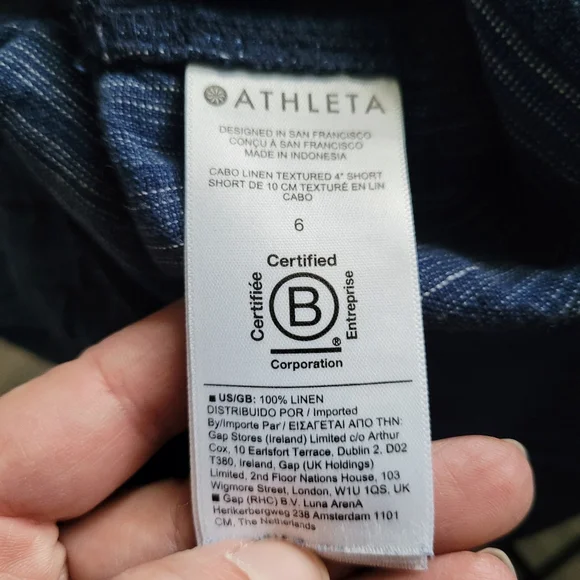 ATHLETA
DESIGNED IN SAN FRANCISCO
CONÇU À SAN FRANCISCO
MADE IN INDONESIA
CABO LINEN TEXTURED 4" SHORT
SHORT DE 10 CM TEXTURÉ EN LIN
CABO
6
Certified
Certifiée
B
Entreprise
®
Corporation
■ US/GB: 100% LINEN
DISTRIBUIDO POR / Imported
By/Importe Par / ΕΙΣΑΓΕΤΑΙ ΑΠΟ ΤΗΝ:
Gap Stores (Ireland) Limited c/o Arthur
Cox, 10 Earlsfort Terrace, Dublin 2, D02
T380, Ireland, Gap (UK Holdings)
Limited, 2nd Floor Nations House, 103
Wigmore Street, London, W1U 1QS, UK
■ Gap (RHC) B.V. Luna ArenA
Herikerbergweg 238 Amsterdam 1101
CM, The Netherlands